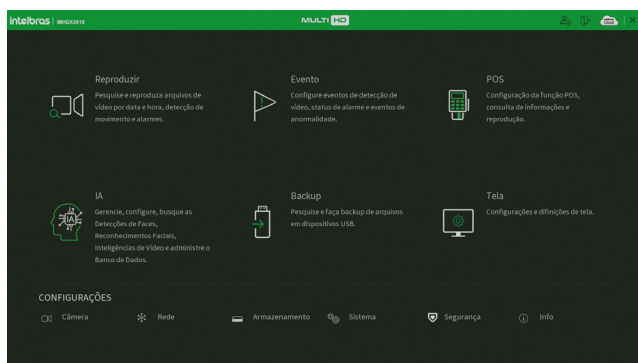 intelbras | MHDX3016
MULTI HD
Cloud
Reproduzir
Pesquise e reproduza arquivos de
vídeo por data e hora, detecção de
movimento e alarmes.
Evento
Configure eventos de detecção de
vídeo, status de alarme e eventos de
anormalidade.
POS
Configuração da função POS,
consulta de informações e
reprodução.
IA
IA
Gerencie, configure, busque as
Detecções de Faces,
Reconhecimentos Faciais,
Inteligências de Vídeo e administre o
Banco de Dados.
Backup
Pesquise e faça backup de arquivos
em dispositivos USB.
Tela
Configurações e difinições de tela.
CONFIGURAÇÕES
Câmera
Rede
Armazenamento
Sistema
Segurança
Info